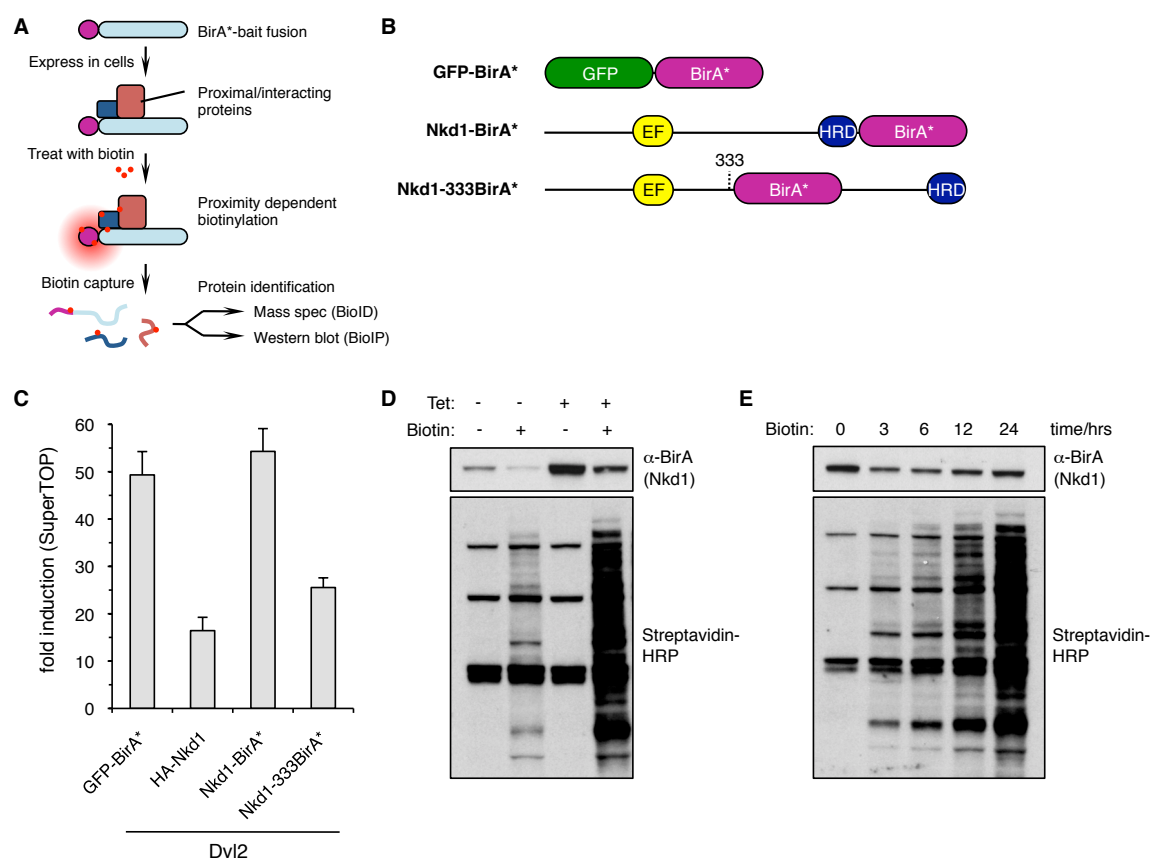 A
BirA*-bait fusion
Express in cells
Proximal/interacting
proteins
Treat with biotin
Proximity dependent
biotinylation
Biotin capture
Protein identification
Mass spec (BioID)
Western blot (BioIP)
B
GFP-BirA*
GFP
BirA*
Nkd1-BirA*
EF
HRD
BirA*
333
Nkd1-333BirA*
EF
BirA*
HRD
C
fold induction (SuperTOP)
60
50
40
30
20
10
0
GFP-BirA*
HA-Nkd1
Nkd1-BirA*
Nkd1-333BirA*
Dvl2
D
Tet: - - + +
Biotin: - + - +
α-BirA
(Nkd1)
Streptavidin-
HRP
E
Biotin: 0 3 6 12 24 time/hrs
α-BirA
(Nkd1)
Streptavidin-
HRP